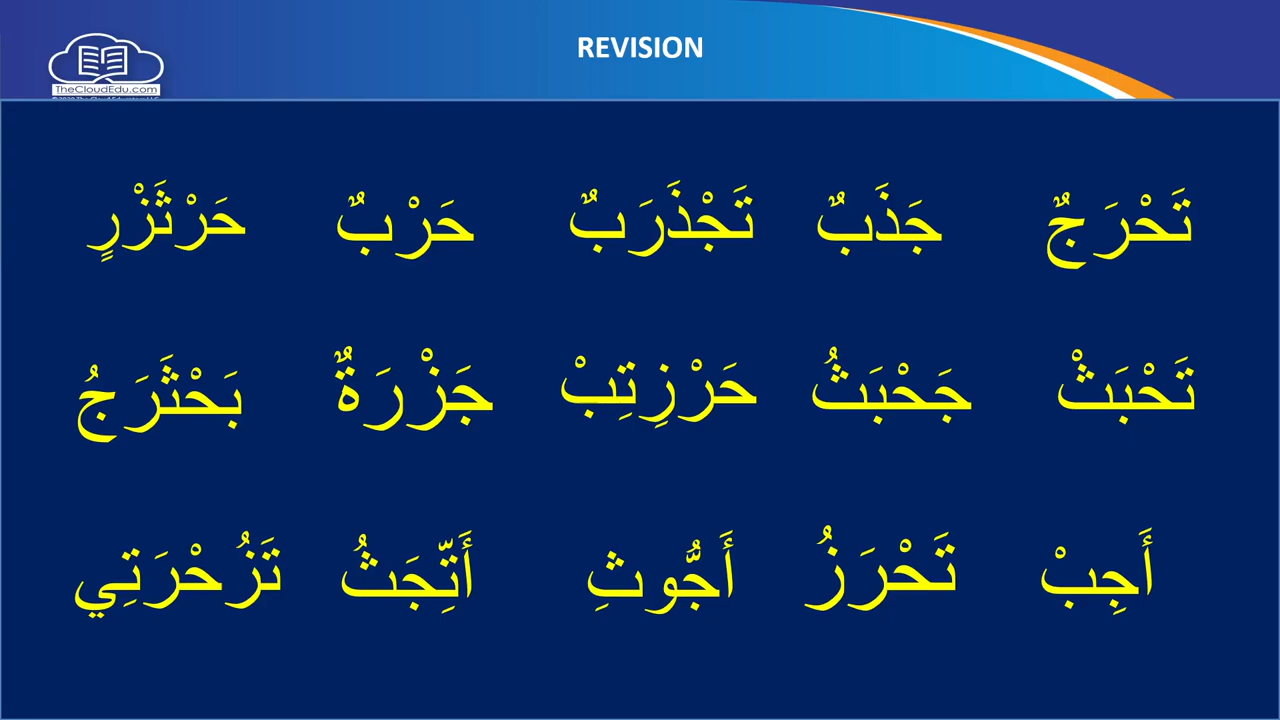 REVISION
TheCloudEdu.com
تَحْرَجٌ جَذَبٌ تَجْذَرَبٌ حَرْبٌ حَرْثَزْرٍ
تَحْبَثْ جَحْبَثُ حَرْزِتِبْ جَزْرَةٌ بَحْثَرَجُ
أَجِبْ تَحْرَزُ أَجُّوثِ أَتِّجَثُ تَزُحْرَتِي